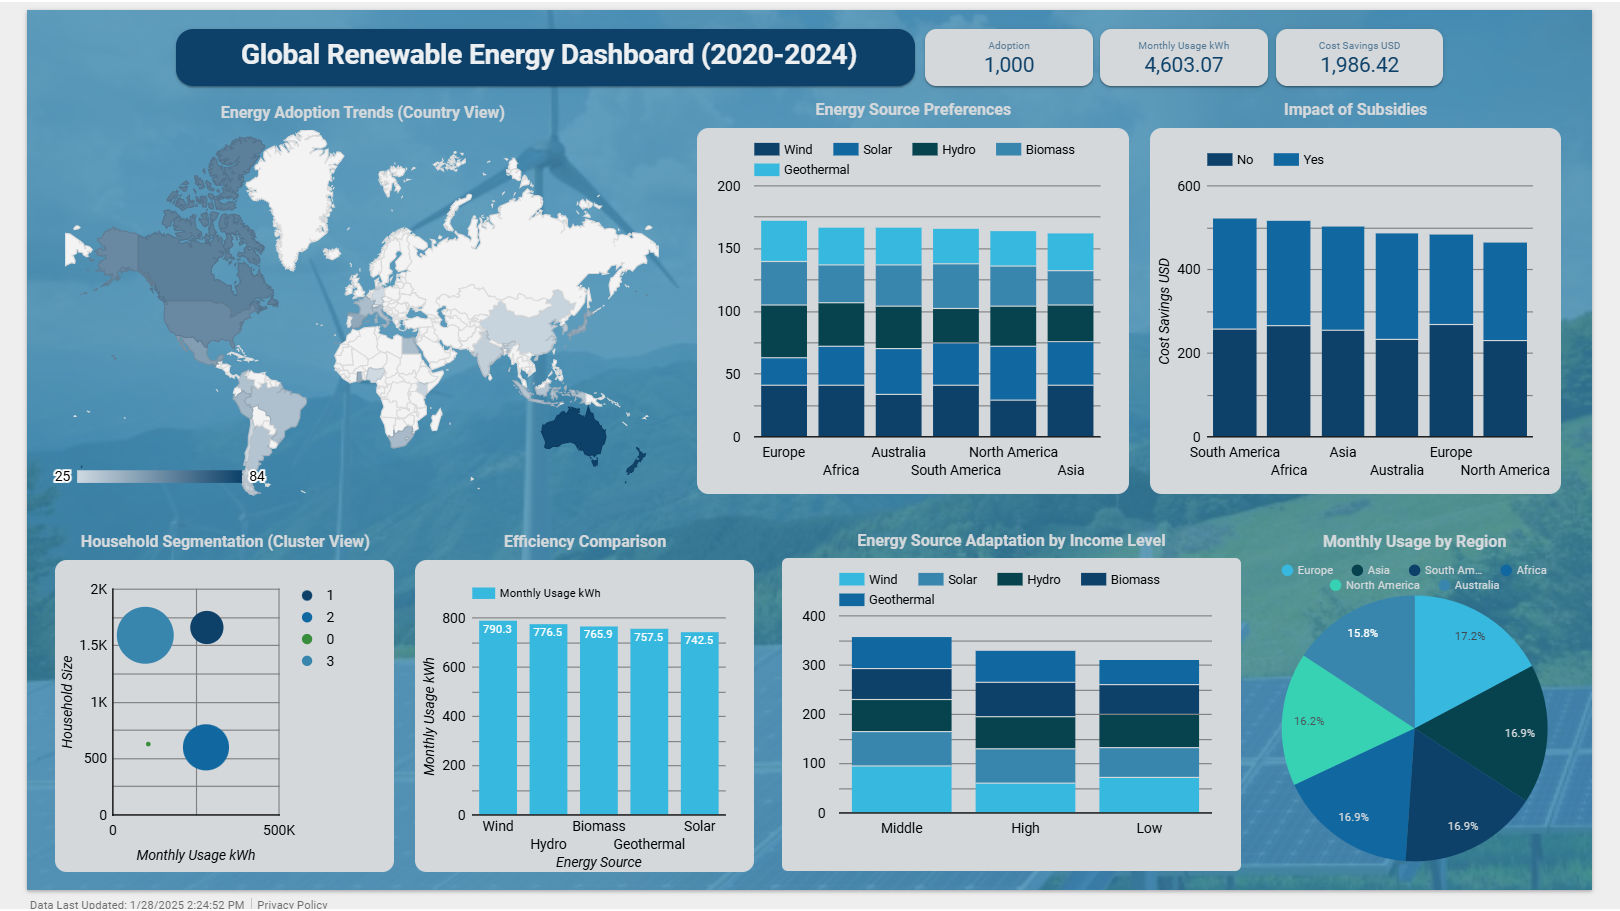 Global Renewable Energy Dashboard (2020-2024)
Adoption
1,000
Monthly Usage kWh
4,603.07
Cost Savings USD
1,986.42
Energy Adoption Trends (Country View)
25
84
Energy Source Preferences
Wind Solar Hydro Biomass
Geothermal
200
150
100
50
0
Europe Australia North America
Africa South America Asia
Impact of Subsidies
No Yes
Cost Savings USD
600
400
200
0
South America Asia Europe
Africa Australia North America
Household Segmentation (Cluster View)
Household Size
2K
1.5K
1K
500
0
0 500K
Monthly Usage kWh
1
2
0
3
Efficiency Comparison
Monthly Usage kWh
Monthly Usage kWh
800
600
400
200
0
790.3 776.5 765.9 757.5 742.5
Wind Biomass Solar
Hydro Geothermal
Energy Source
Energy Source Adaptation by Income Level
Wind Solar Hydro Biomass
Geothermal
400
300
200
100
0
Middle High Low
Monthly Usage by Region
Europe Asia South Am... Africa
North America Australia
15.8% 17.2%
16.2% 16.9%
16.9% 16.9%
Data Last Updated: 1/28/2025 2:24:52 PM Privacy Policy